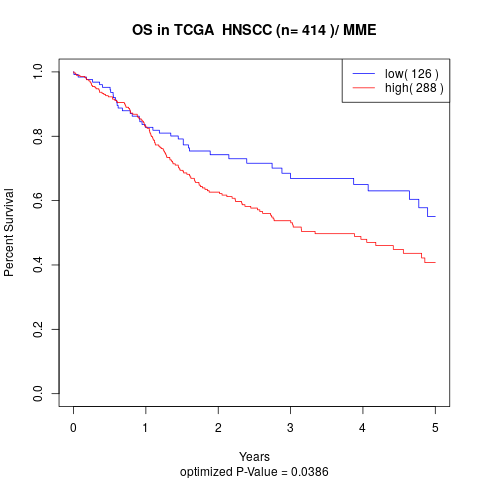 OS in TCGA HNSCC (n= 414 )/ MME
low( 126 )
high( 288 )
Percent Survival
1.0
0.8
0.6
0.4
0.2
0.0
0 1 2 3 4 5
Years
optimized P-Value = 0.0386